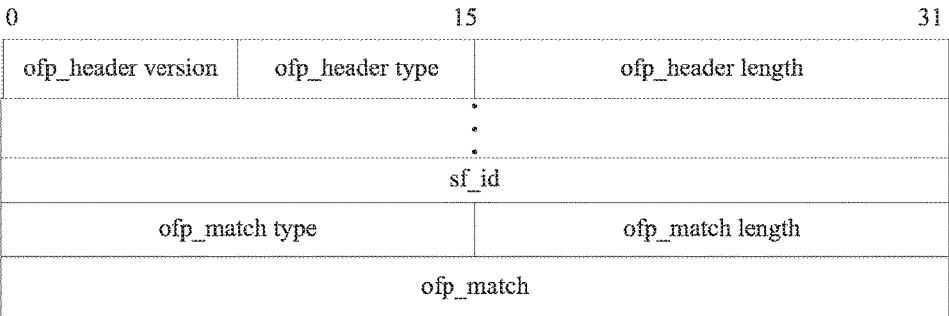 0 15 31
ofp_header version ofp_header type ofp_header length
sf_id
ofp_match type ofp_match length
ofp_match